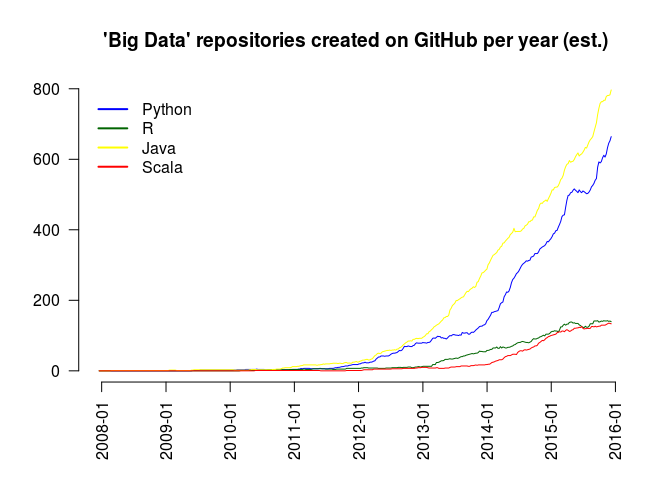 'Big Data' repositories created on GitHub per year (est.)
800
600
400
200
0
Python
R
Java
Scala
2008-01
2009-01
2010-01
2011-01
2012-01
2013-01
2014-01
2015-01
2016-01